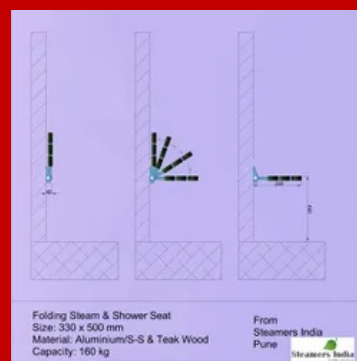 Folding Steam & Shower Seat
Size: 330 x 500 mm
Material: Aluminium/S-S & Teak Wood
Capacity: 160 kg
From
Steamers India
Pune
Steamers India